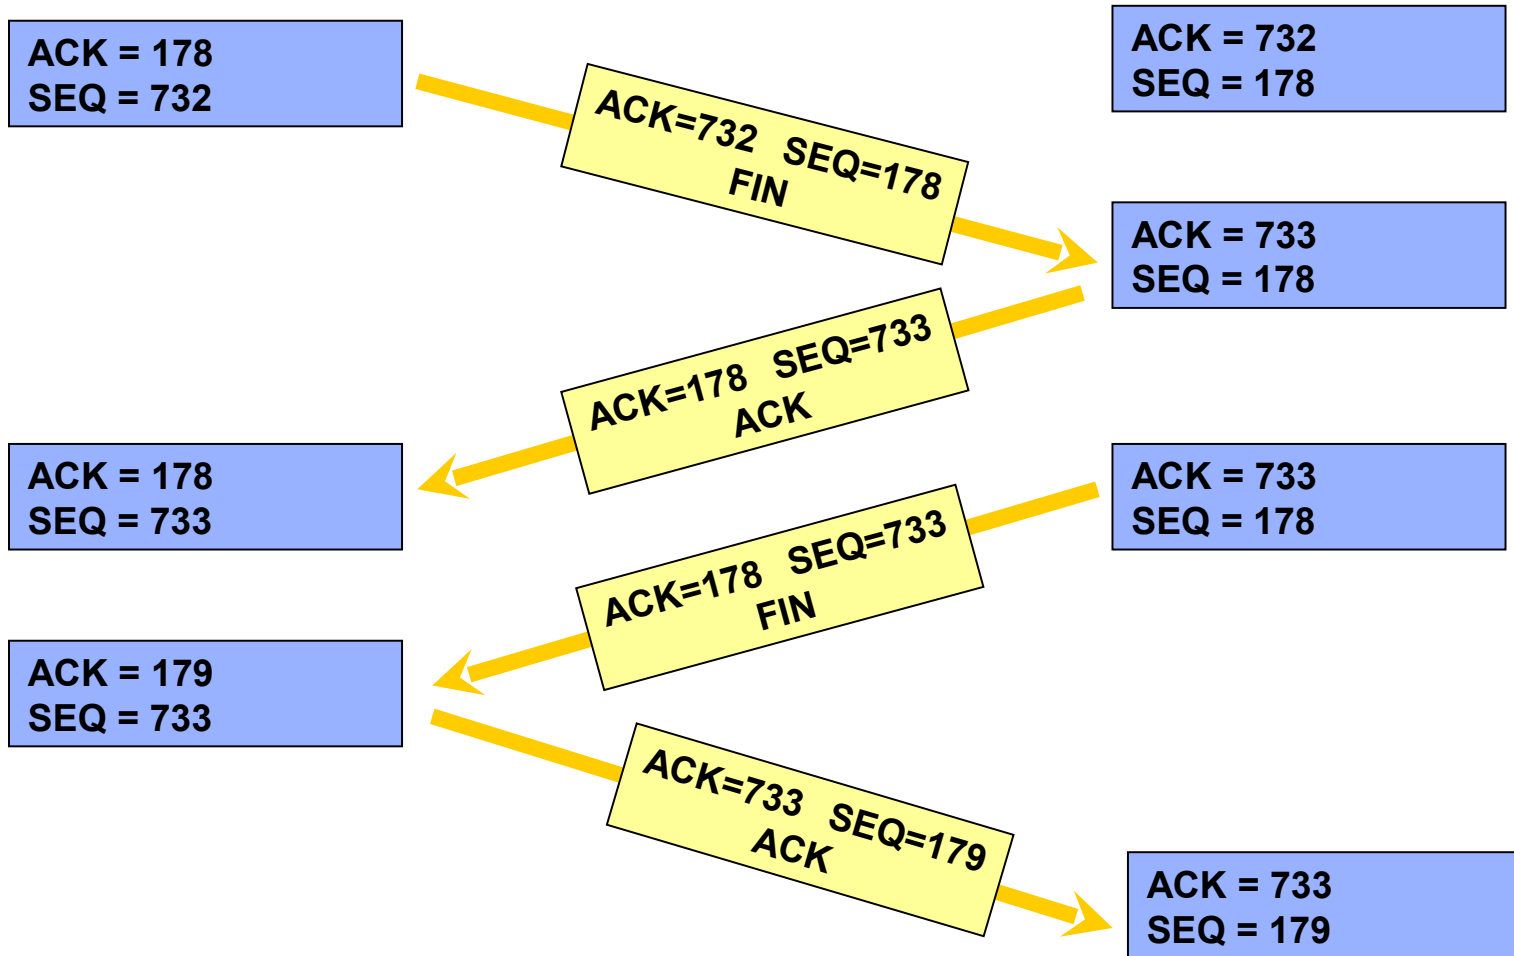 ACK = 178
SEQ = 732
ACK = 732
SEQ = 178
ACK=732 SEQ=178
FIN
ACK = 733
SEQ = 178
ACK=178 SEQ=733
ACK
ACK = 178
SEQ = 733
ACK = 733
SEQ = 178
ACK=178 SEQ=733
FIN
ACK = 179
SEQ = 733
ACK=733 SEQ=179
ACK
ACK = 733
SEQ = 179